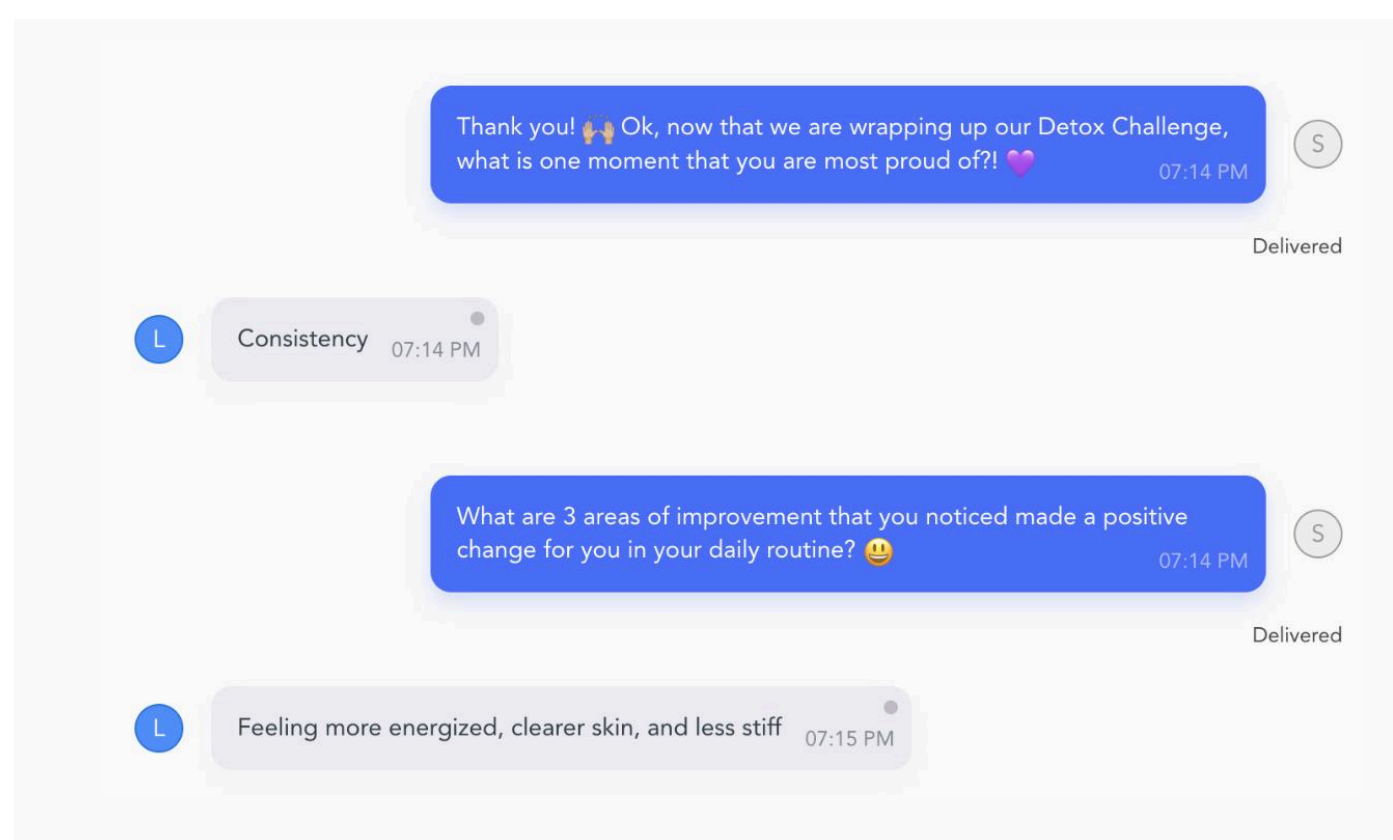 Thank you! 🙌🏼 Ok, now that we are wrapping up our Detox Challenge,
what is one moment that you are most proud of?! 💜
07:14 PM
S
Delivered
L
Consistency
07:14 PM
What are 3 areas of improvement that you noticed made a positive
change for you in your daily routine? 😃
07:14 PM
S
Delivered
L
Feeling more energized, clearer skin, and less stiff
07:15 PM